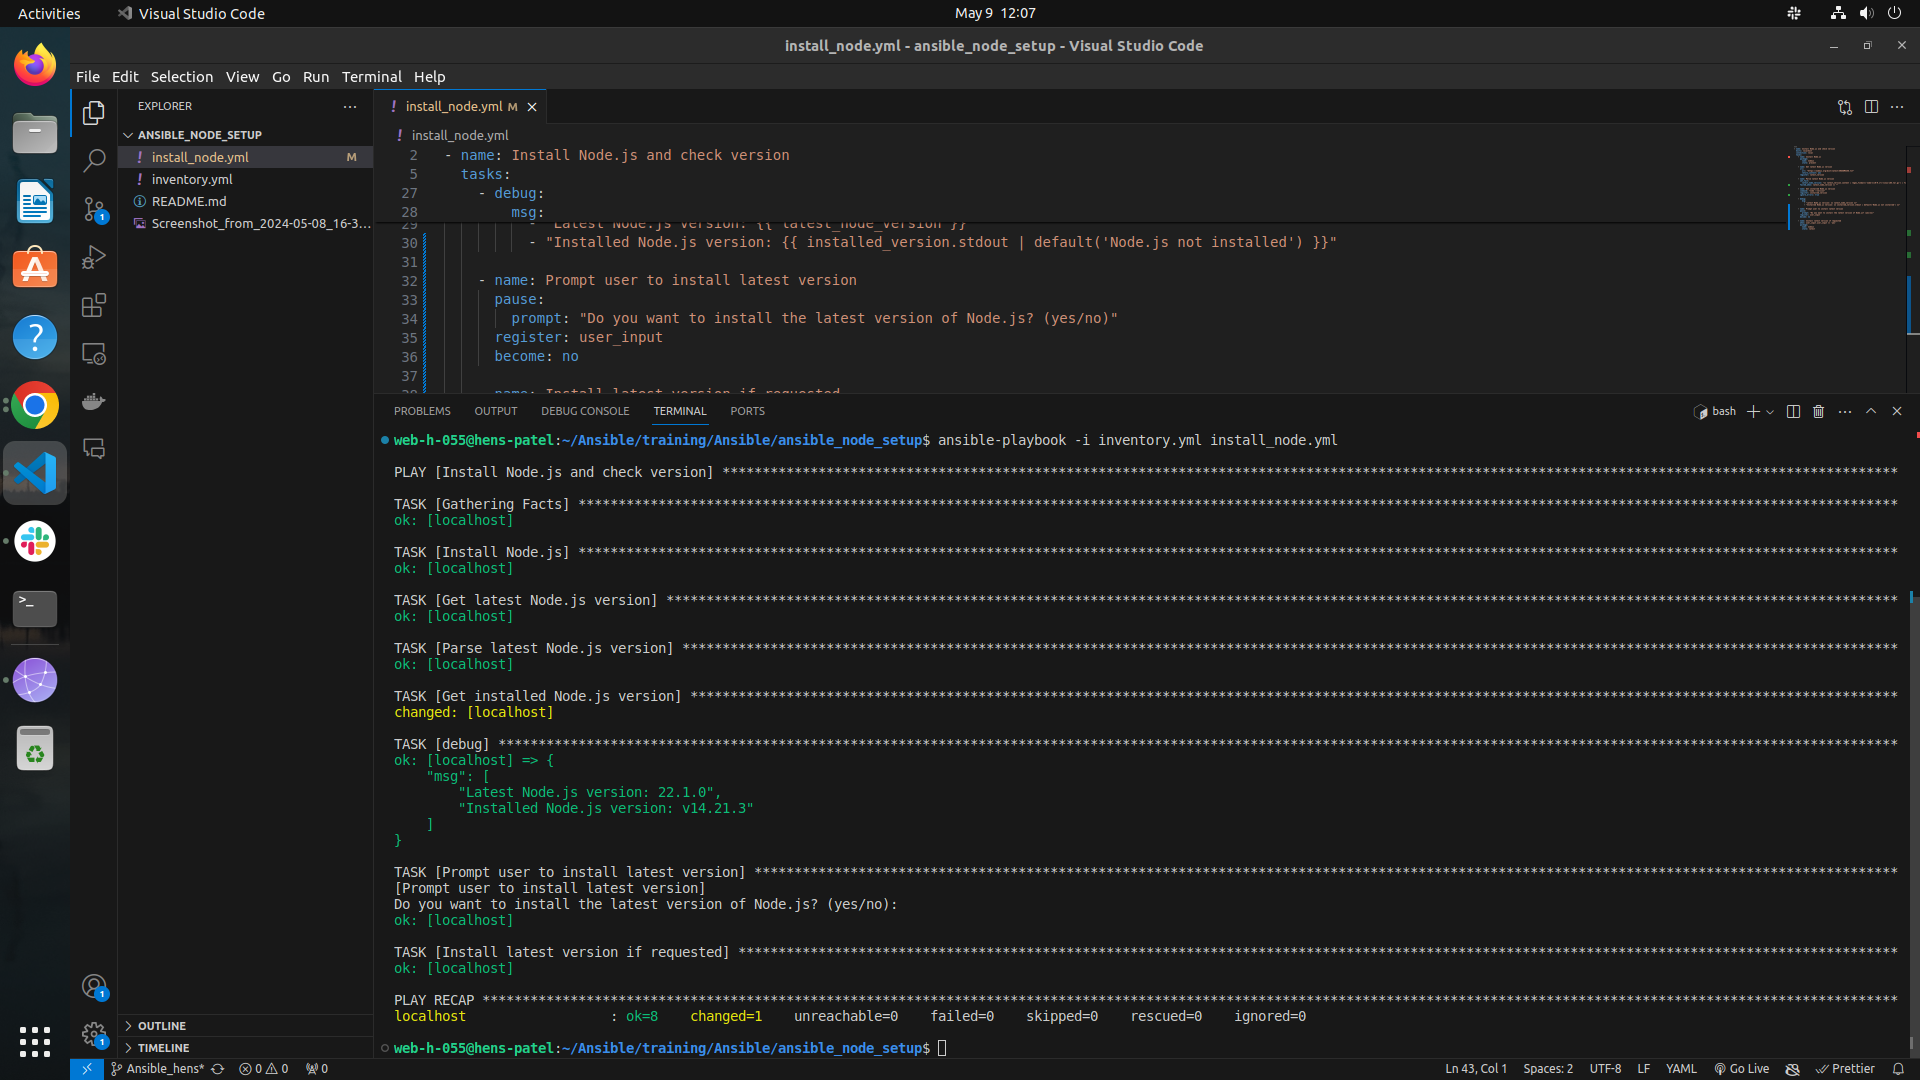 Activities
Visual Studio Code
May 9 12:07
install_node.yml - ansible_node_setup - Visual Studio Code
File Edit Selection View Go Run Terminal Help
EXPLORER
ANSIBLE_NODE_SETUP
! install_node.yml M
! inventory.yml
README.md
Screenshot_from_2024-05-08_16-3...
OUTLINE
TIMELINE
! install_node.yml M
! install_node.yml
2 - name: Install Node.js and check version
5 tasks:
27 - debug:
28 msg:
29 - "Latest Node.js version: {{ latest_node_version }}"
30 - "Installed Node.js version: {{ installed_version.stdout | default('Node.js not installed') }}"
31
32 - name: Prompt user to install latest version
33 pause:
34 prompt: "Do you want to install the latest version of Node.js? (yes/no)"
35 register: user_input
36 become: no
37
38 - name: Install latest version if requested
PROBLEMS OUTPUT DEBUG CONSOLE TERMINAL PORTS
bash
web-h-055@hens-patel:~/Ansible/training/Ansible/ansible_node_setup$ ansible-playbook -i inventory.yml install_node.yml
PLAY [Install Node.js and check version] ***
TASK [Gathering Facts] ***
ok: [localhost]
TASK [Install Node.js] ***
ok: [localhost]
TASK [Get latest Node.js version] ***
ok: [localhost]
TASK [Parse latest Node.js version] ***
ok: [localhost]
TASK [Get installed Node.js version] ***
changed: [localhost]
TASK [debug] ***
ok: [localhost] => {
"msg": [
"Latest Node.js version: 22.1.0",
"Installed Node.js version: v14.21.3"
]
}
TASK [Prompt user to install latest version] ***
[Prompt user to install latest version]
Do you want to install the latest version of Node.js? (yes/no):
ok: [localhost]
TASK [Install latest version if requested] ***
ok: [localhost]
PLAY RECAP ***
localhost : ok=8 changed=1 unreachable=0 failed=0 skipped=0 rescued=0 ignored=0
web-h-055@hens-patel:~/Ansible/training/Ansible/ansible_node_setup$
1
1
1
Ansible_hens* 0 0 0
Ln 43, Col 1 Spaces: 2 UTF-8 LF YAML Go Live Prettier